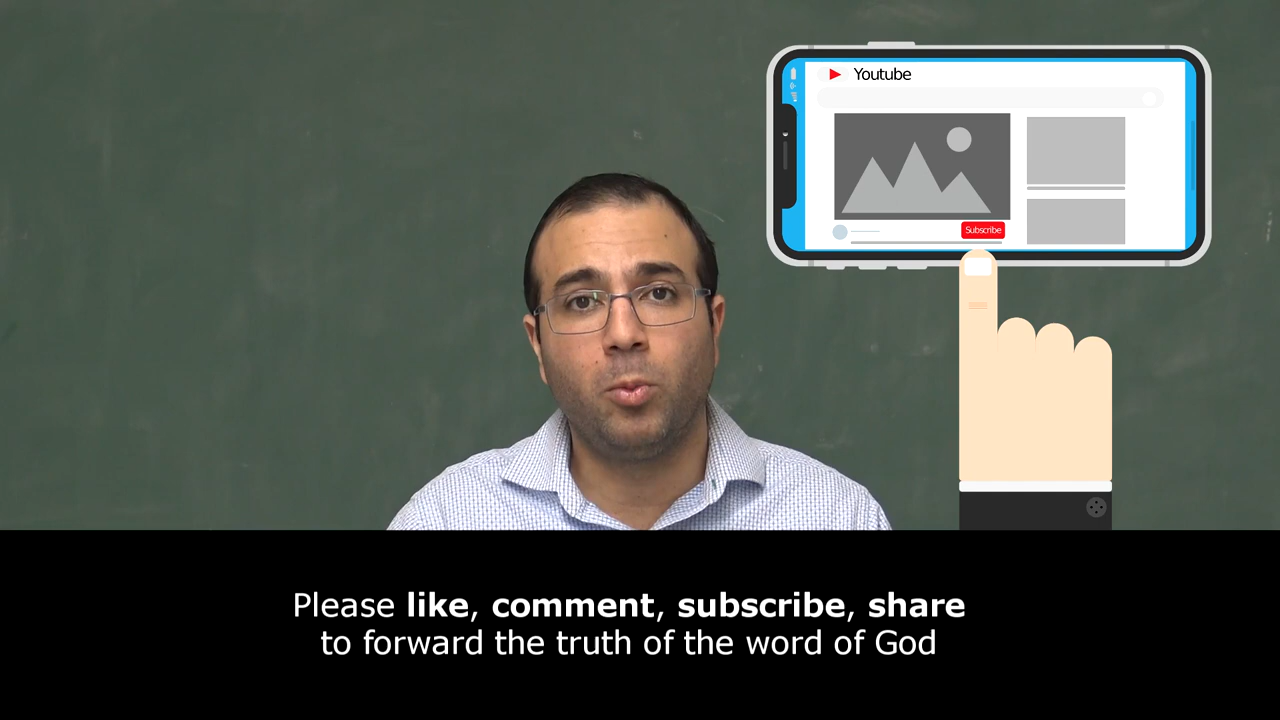 Youtube
Subscribe
Please like, comment, subscribe, share
to forward the truth of the word of God